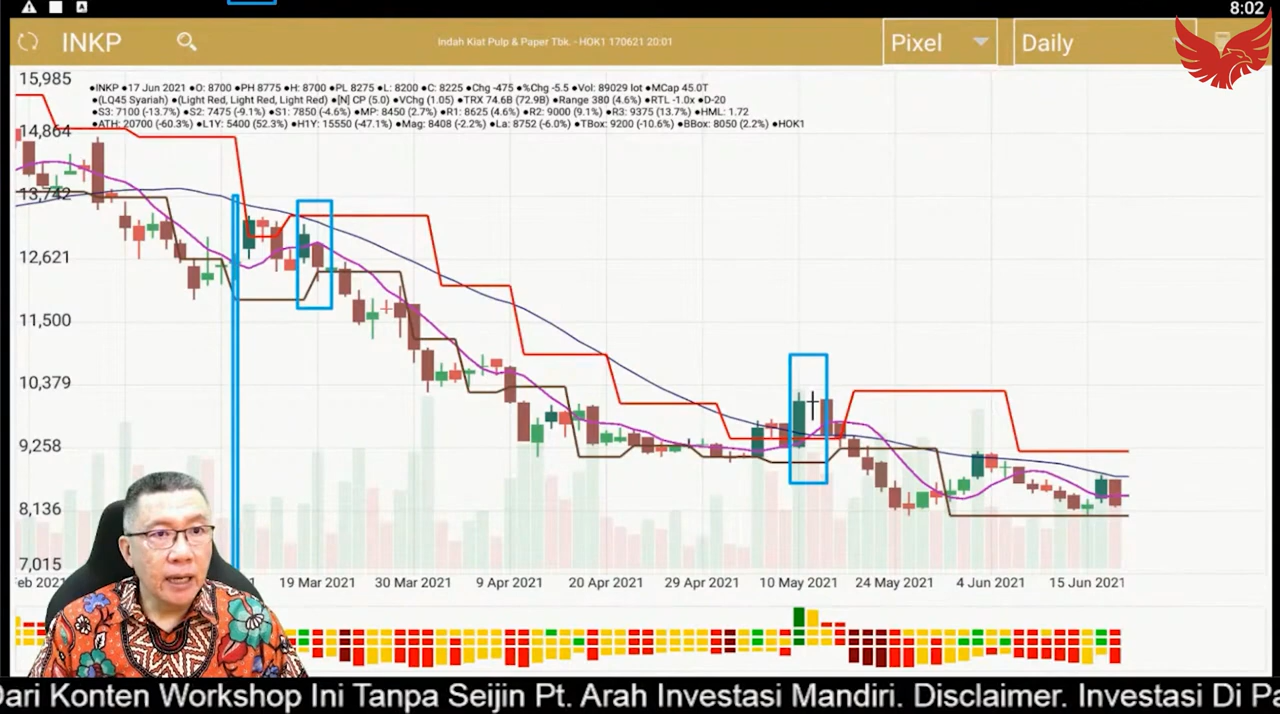 8:02
INKP
Indah Kiat Pulp & Paper Tbk. - HOK1 170621 20:01
Pixel
Daily
15,985
●INKP ●17 Jun 2021 ●O: 8700 ●PH 8775 ●H: 8700 ●PL 8275 ●L: 8200 ●C: 8225 ●Chg -475 ●%Chg -5.5 ●Vol: 89029 lot ●MCap 45.0T
●(LQ45 Syariah) ●(Light Red, Light Red, Light Red) ●[N] CP (5.0) ●VChg (1.05) ●TRX 74.6B (72.9B) ●Range 380 (4.6%) ●RTL -1.0x ●D-20
●S3: 7100 (-13.7%) ●S2: 7475 (-9.1%) ●S1: 7850 (-4.6%) ●MP: 8450 (2.7%) ●R1: 8625 (4.6%) ●R2: 9000 (9.1%) ●R3: 9375 (13.7%) ●HML: 1.72
●ATH: 20700 (-60.3%) ●L1Y: 5400 (52.3%) ●H1Y: 15550 (-47.1%) ●Mag: 8408 (-2.2%) ●La: 8752 (-6.0%) ●TBox: 9200 (-10.6%) ●BBox: 8050 (2.2%) ●HOK1
14,864
13,742
12,621
11,500
10,379
9,258
8,136
7,015
Feb 2021
19 Mar 2021
30 Mar 2021
9 Apr 2021
20 Apr 2021
29 Apr 2021
10 May 2021
24 May 2021
4 Jun 2021
15 Jun 2021
Dari Konten Workshop Ini Tanpa Seijin Pt. Arah Investasi Mandiri. Disclaimer. Investasi Di Pa